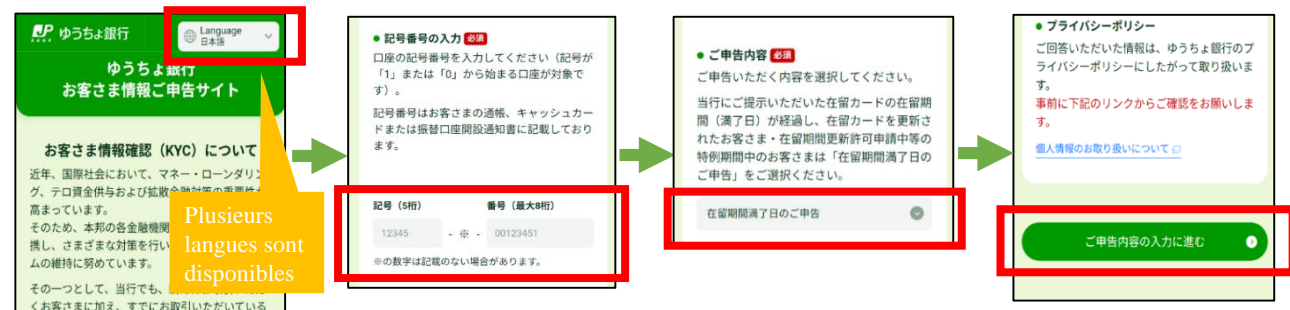 JP BANK ゆうちょ銀行
Language
日本語
ゆうちょ銀行
お客さま情報ご申告サイト
お客さま情報確認（KYC）について
近年、国際社会において、マネー・ローンダリン
グ、テロ資金供与および拡散金融対策の重要性が
高まっています。
そのため、本邦の各金融機関
携し、さまざまな対策を行い
ムの維持に努めています。
その一つとして、当行でも、
くお客さまに加え、すでにお取引いただいている
Plusieurs
langues sont
disponibles
● 記号番号の入力 必須
口座の記号番号を入力してください（記号が
「1」または「0」から始まる口座が対象で
す）。
記号番号はお客さまの通帳、キャッシュカー
ドまたは振替口座開設通知書に記載しており
ます。
記号（5桁） 番号（最大8桁）
12345 - ※ - 00123451
※の数字は記載のない場合があります。
● ご申告内容 必須
ご申告いただく内容を選択してください。
当行にご提示いただいた在留カードの在留期
間（満了日）が経過し、在留カードを更新さ
れたお客さま・在留期間更新許可申請中等の
特例期間中のお客さまは「在留期間満了日の
ご申告」をご選択ください。
在留期間満了日のご申告
● プライバシーポリシー
ご回答いただいた情報は、ゆうちょ銀行のプ
ライバシーポリシーにしたがって取り扱いま
す。
事前に下記のリンクからご確認をお願いしま
す。
個人情報のお取り扱いについて
ご申告内容の入力に進む